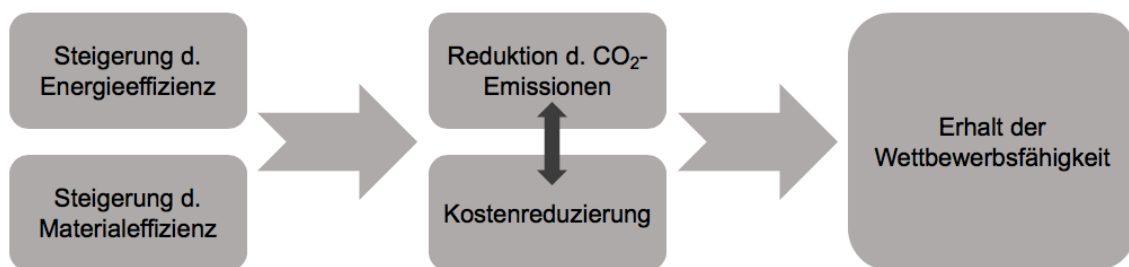 Steigerung d.
Energieeffizienz
Steigerung d.
Materialeffizienz
Reduktion d. CO₂-
Emissionen
Kostenreduzierung
Erhalt der
Wettbewerbsfähigkeit